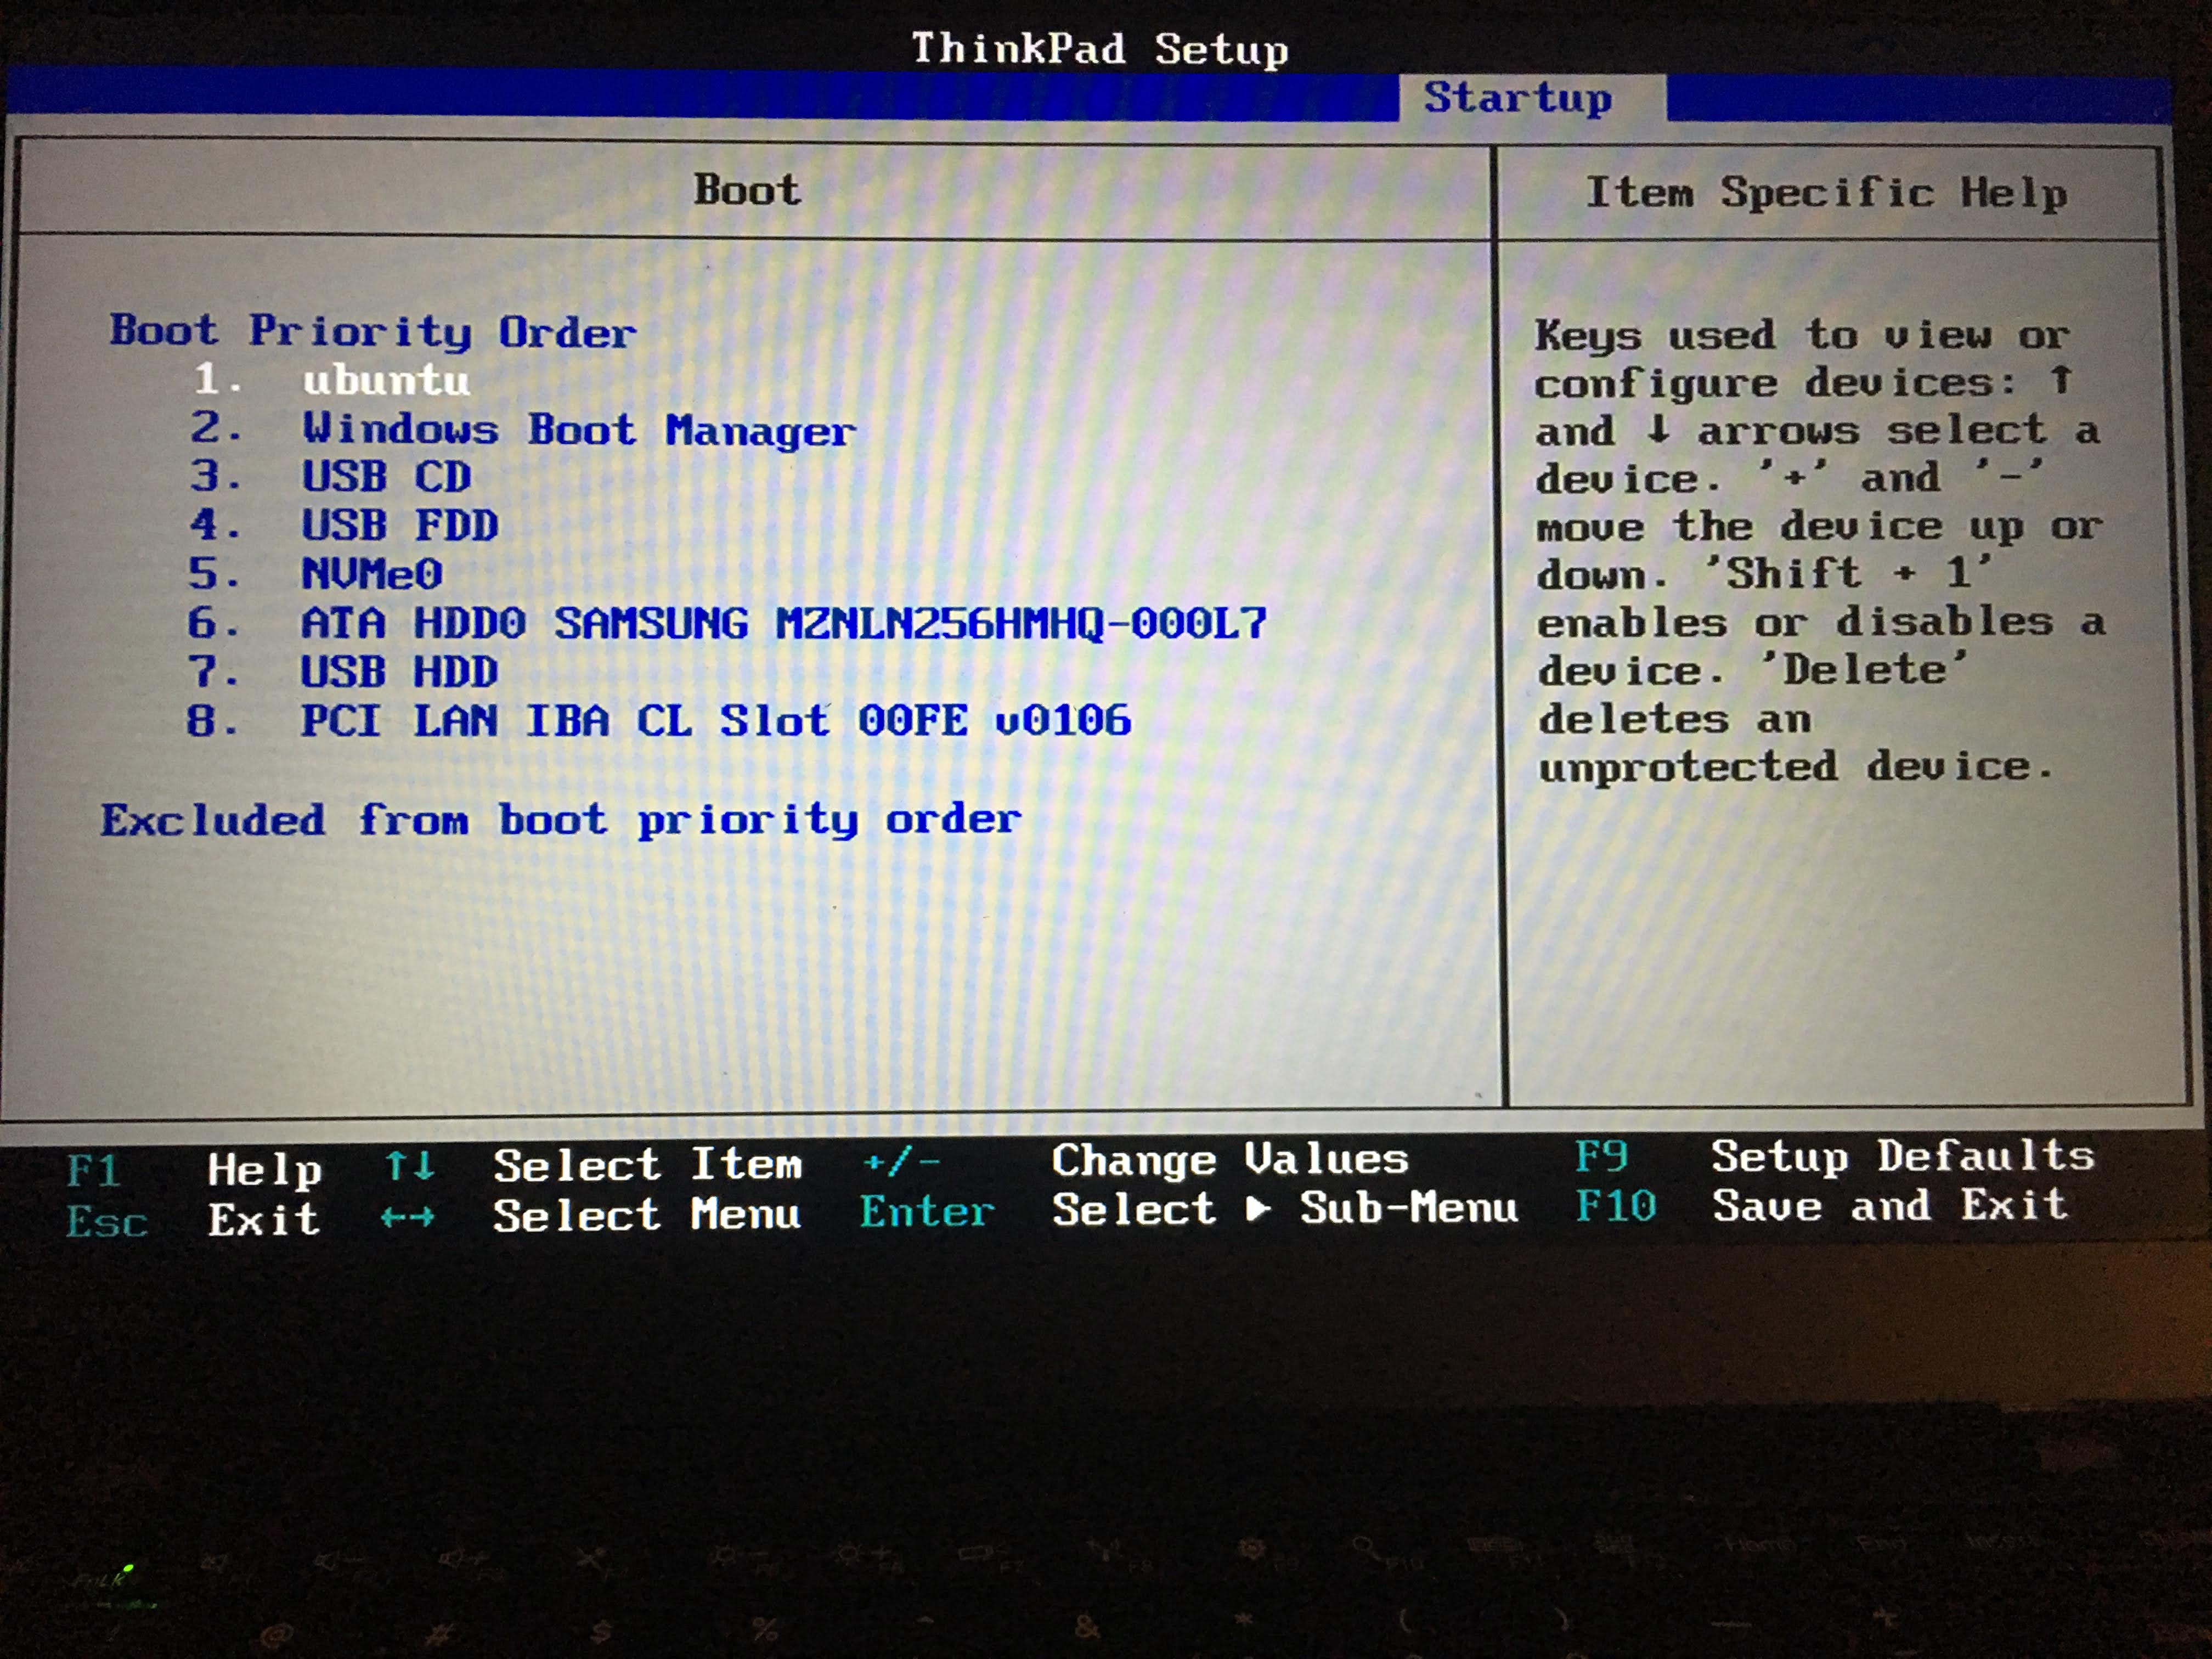 ThinkPad Setup
Startup
Boot
Item Specific Help
Boot Priority Order
1. ubuntu
2. Windows Boot Manager
3. USB CD
4. USB FDD
5. NVMe0
6. ATA HDD0 SAMSUNG MZNLN256HMHQ-000L7
7. USB HDD
8. PCI LAN IBA CL Slot 00FE v0106
Excluded from boot priority order
Keys used to view or
configure devices: ↑
and ↓ arrows select a
device. '+' and '-'
move the device up or
down. 'Shift + 1'
enables or disables a
device. 'Delete'
deletes an
unprotected device.
F1 Help ↑↓ Select Item +/- Change Values F9 Setup Defaults
Esc Exit ←→ Select Menu Enter Select ▶ Sub-Menu F10 Save and Exit
@ # $ % ^ & * ( ) — +